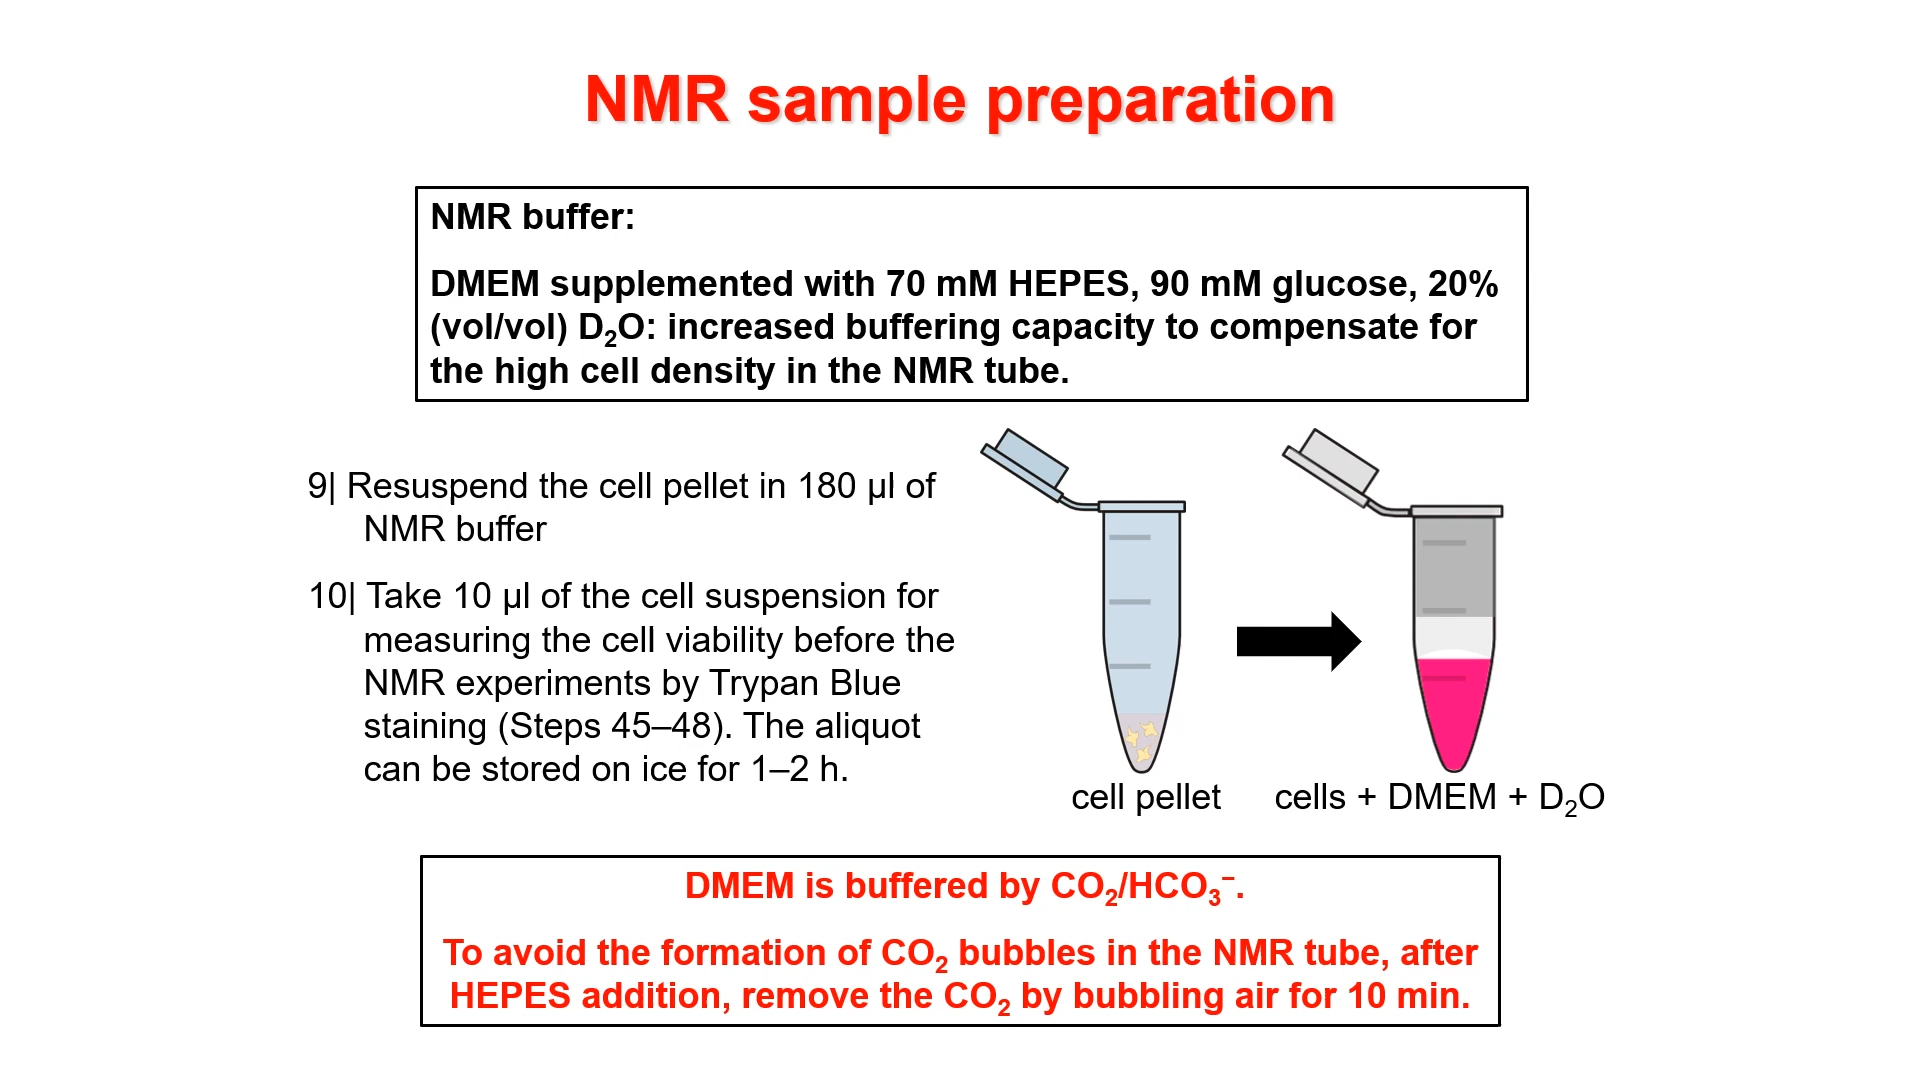 NMR sample preparation
NMR buffer:
DMEM supplemented with 70 mM HEPES, 90 mM glucose, 20%
(vol/vol) D₂O: increased buffering capacity to compensate for
the high cell density in the NMR tube.
9| Resuspend the cell pellet in 180 µl of
NMR buffer
10| Take 10 µl of the cell suspension for
measuring the cell viability before the
NMR experiments by Trypan Blue
staining (Steps 45–48). The aliquot
can be stored on ice for 1–2 h.
cell pellet
cells + DMEM + D₂O
DMEM is buffered by CO₂/HCO₃⁻.
To avoid the formation of CO₂ bubbles in the NMR tube, after
HEPES addition, remove the CO₂ by bubbling air for 10 min.